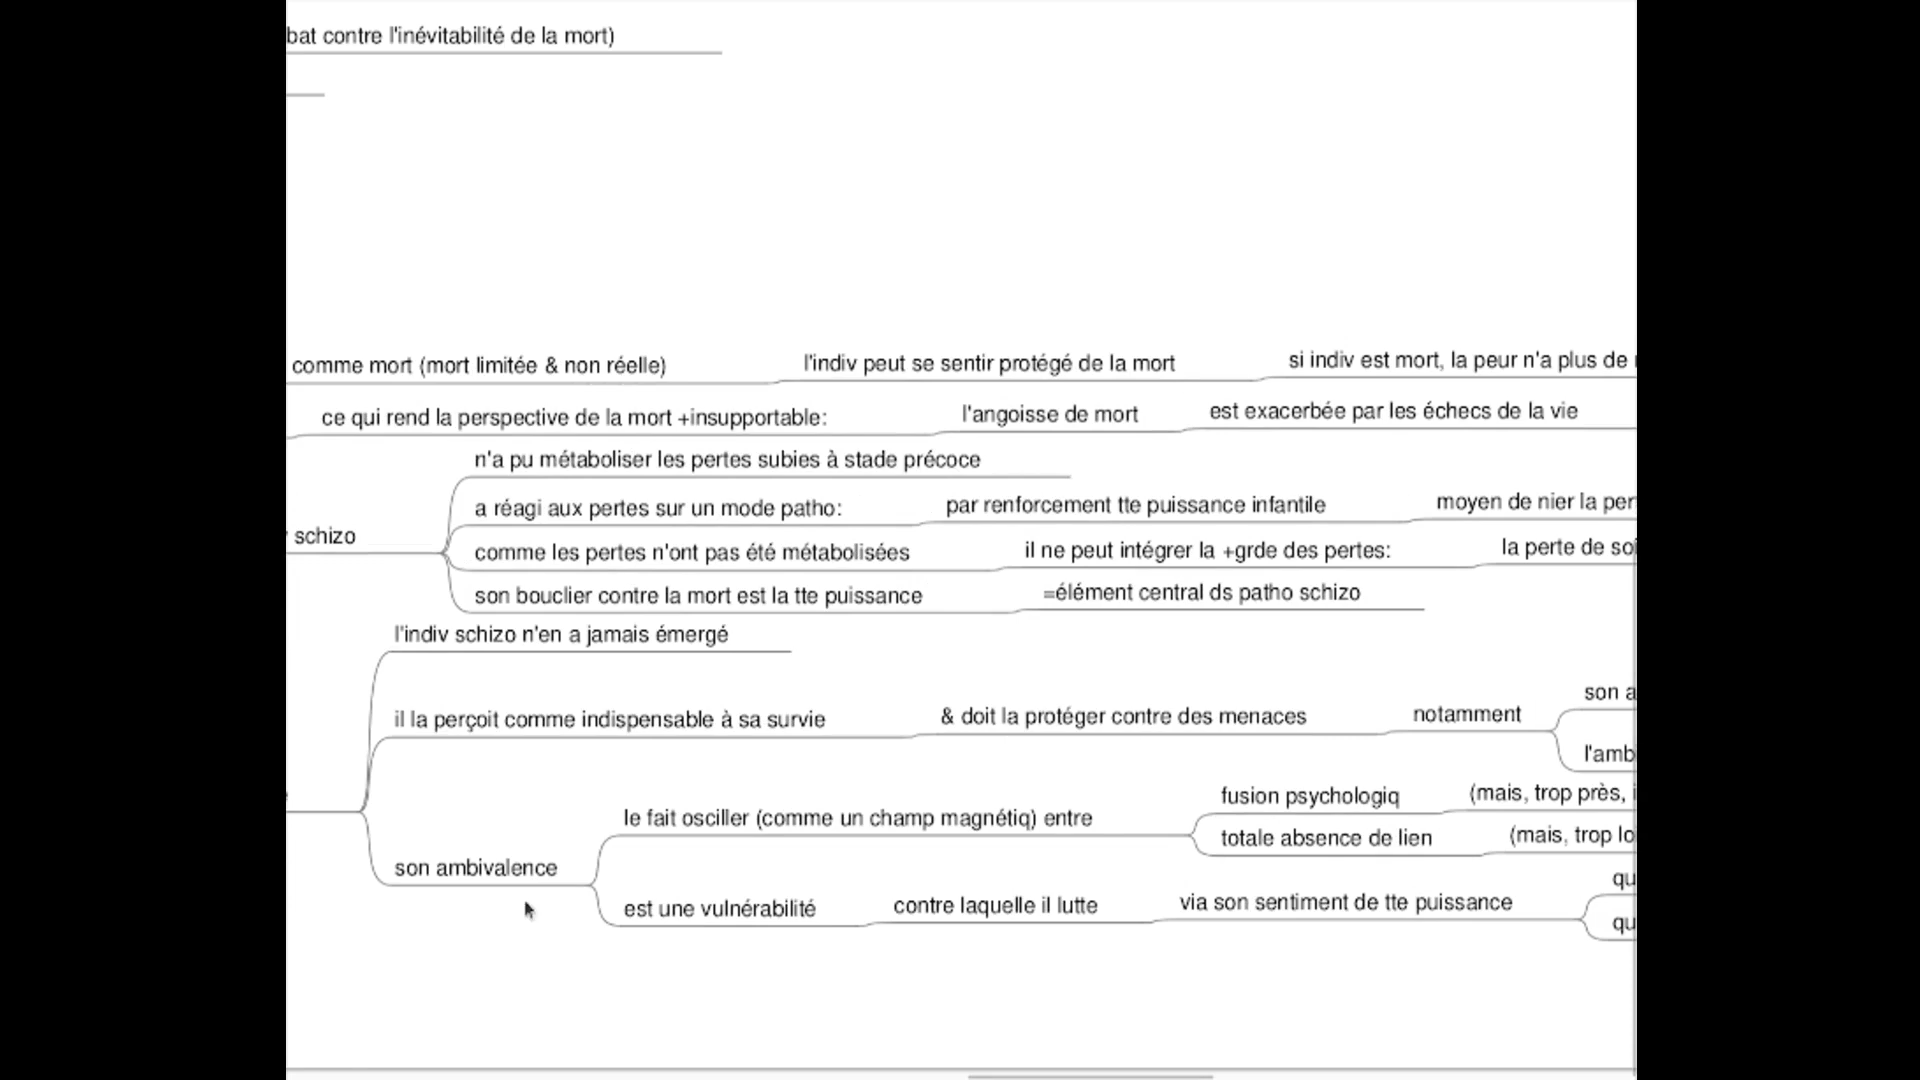 bat contre l'inévitabilité de la mort)
comme mort (mort limitée & non réelle) l'indiv peut se sentir protégé de la mort si indiv est mort, la peur n'a plus de
ce qui rend la perspective de la mort +insupportable: l'angoisse de mort est exacerbée par les échecs de la vie
n'a pu métaboliser les pertes subies à stade précoce
a réagi aux pertes sur un mode patho: par renforcement tte puissance infantile moyen de nier la per
schizo
comme les pertes n'ont pas été métabolisées il ne peut intégrer la +grde des pertes: la perte de soi
son bouclier contre la mort est la tte puissance =élément central ds patho schizo
l'indiv schizo n'en a jamais émergé
son a
il la perçoit comme indispensable à sa survie & doit la protéger contre des menaces notamment
l'amb
fusion psychologiq (mais, trop près,
le fait osciller (comme un champ magnétiq) entre
totale absence de lien (mais, trop lo
son ambivalence
qu
est une vulnérabilité contre laquelle il lutte via son sentiment de tte puissance
qu